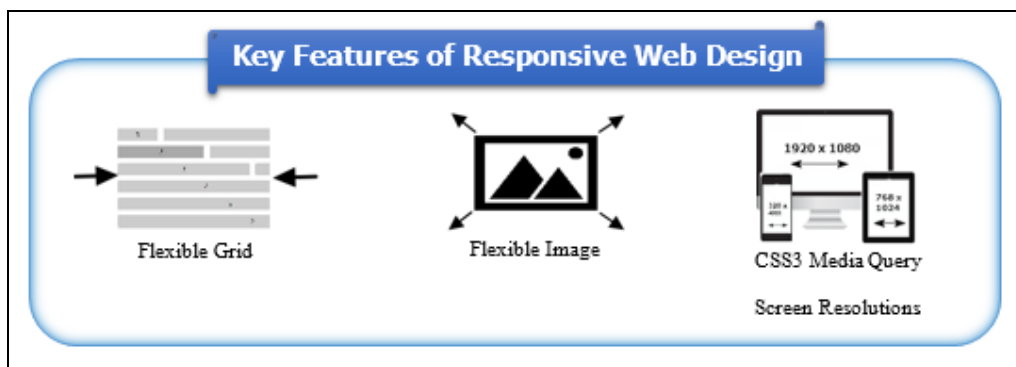 Key Features of Responsive Web Design
1920 x 1080
768 x
1024
Flexible Grid
Flexible Image
CSS3 Media Query
Screen Resolutions